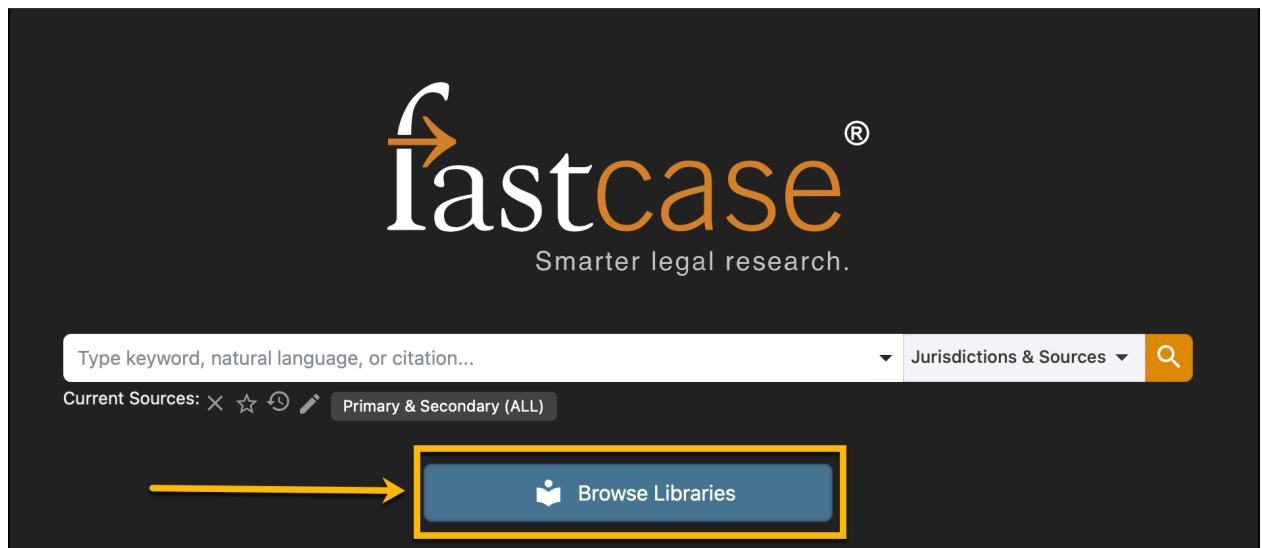 fastcase®
Smarter legal research.
Type keyword, natural language, or citation...
Jurisdictions & Sources
Current Sources:
Primary & Secondary (ALL)
Browse Libraries